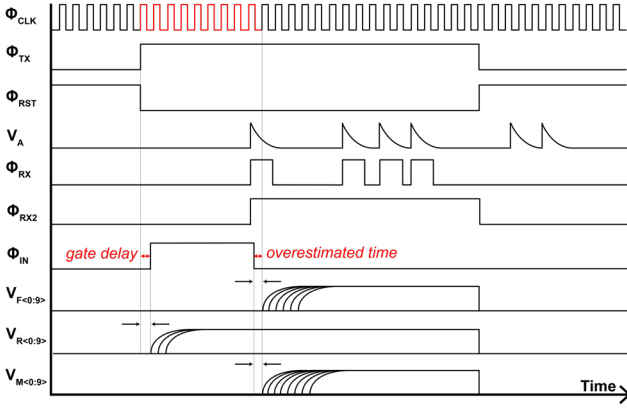 Φ_CLK
Φ_TX
Φ_RST
V_A
Φ_RX
Φ_RX2
Φ_IN gate delay overestimated time
V_F<0:9>
V_R<0:9>
V_M<0:9>
Time